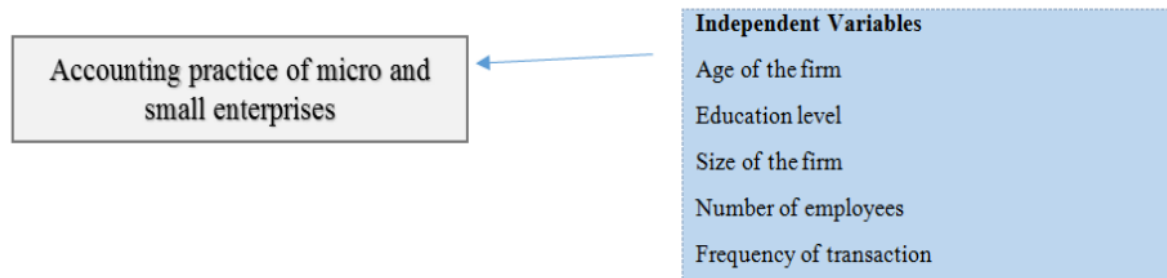 Accounting practice of micro and
small enterprises
Independent Variables
Age of the firm
Education level
Size of the firm
Number of employees
Frequency of transaction